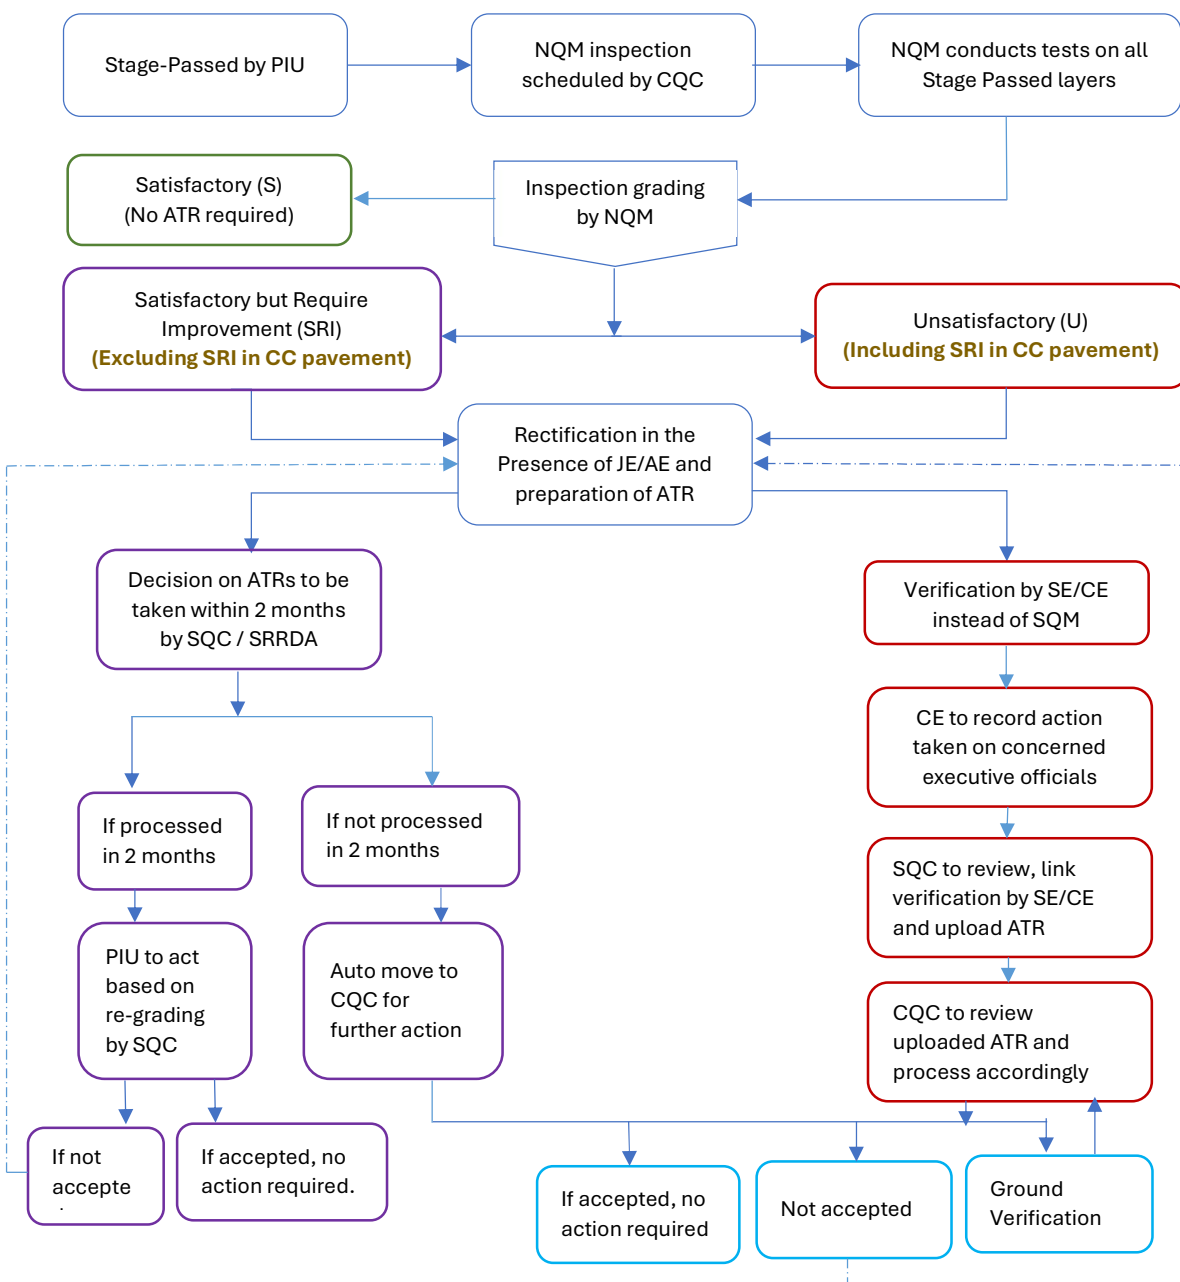 Stage-Passed by PIU
NQM inspection
scheduled by CQC
NQM conducts tests on all
Stage Passed layers
Satisfactory (S)
(No ATR required)
Inspection grading
by NQM
Satisfactory but Require
Improvement (SRI)
(Excluding SRI in CC pavement)
Unsatisfactory (U)
(Including SRI in CC pavement)
Rectification in the
Presence of JE/AE and
preparation of ATR
Decision on ATRs to be
taken within 2 months
by SQC / SRRDA
Verification by SE/CE
instead of SQM
CE to record action
taken on concerned
executive officials
If processed
in 2 months
If not processed
in 2 months
SQC to review, link
verification by SE/CE
and upload ATR
PIU to act
based on
re-grading
by SQC
Auto move to
CQC for
further action
CQC to review
uploaded ATR and
process accordingly
If not
accepte
If accepted, no
action required.
If accepted, no
action required
Not accepted
Ground
Verification